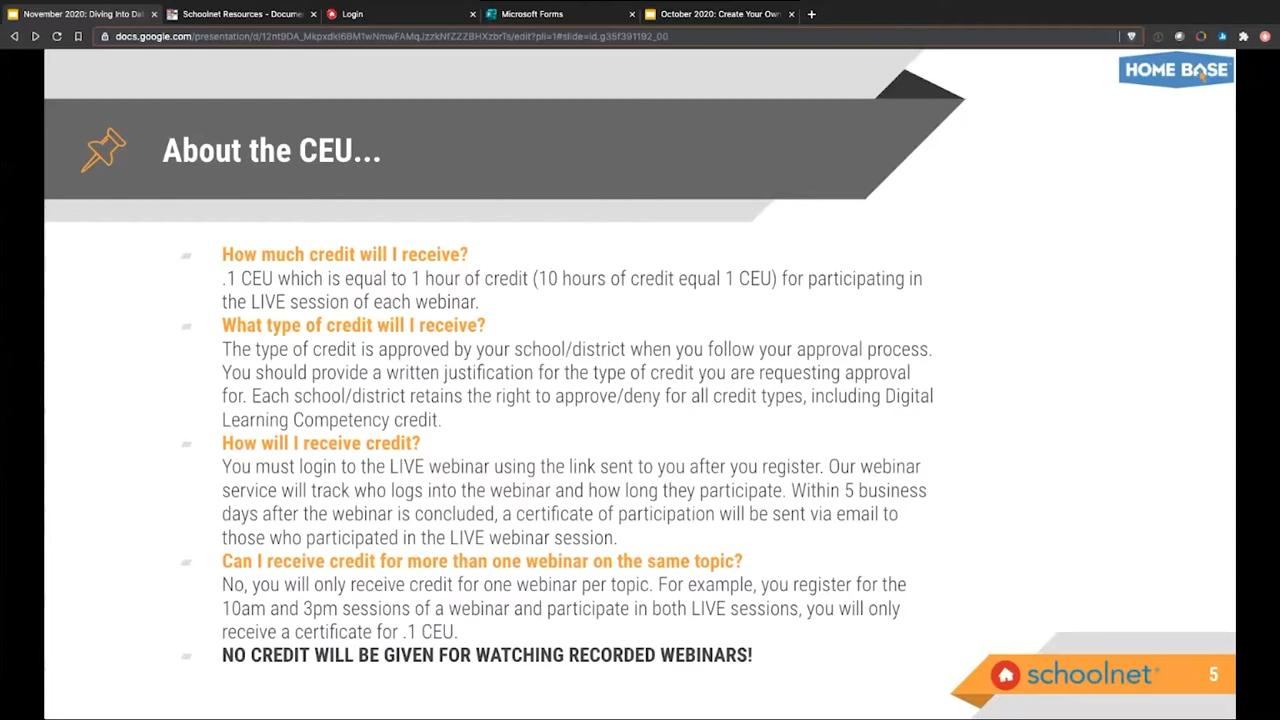 November 2020: Diving Into Dat
Schoolnet Resources - Docume
Login
Microsoft Forms
October 2020: Create Your Own
HOME BASE
About the CEU...
How much credit will I receive?
.1 CEU which is equal to 1 hour of credit (10 hours of credit equal 1 CEU) for participating in
the LIVE session of each webinar.
What type of credit will I receive?
The type of credit is approved by your school/district when you follow your approval process.
You should provide a written justification for the type of credit you are requesting approval
for. Each school/district retains the right to approve/deny for all credit types, including Digital
Learning Competency credit.
How will I receive credit?
You must login to the LIVE webinar using the link sent to you after you register. Our webinar
service will track who logs into the webinar and how long they participate. Within 5 business
days after the webinar is concluded, a certificate of participation will be sent via email to
those who participated in the LIVE webinar session.
Can I receive credit for more than one webinar on the same topic?
No, you will only receive credit for one webinar per topic. For example, you register for the
10am and 3pm sessions of a webinar and participate in both LIVE sessions, you will only
receive a certificate for .1 CEU.
NO CREDIT WILL BE GIVEN FOR WATCHING RECORDED WEBINARS!
schoolnet
5